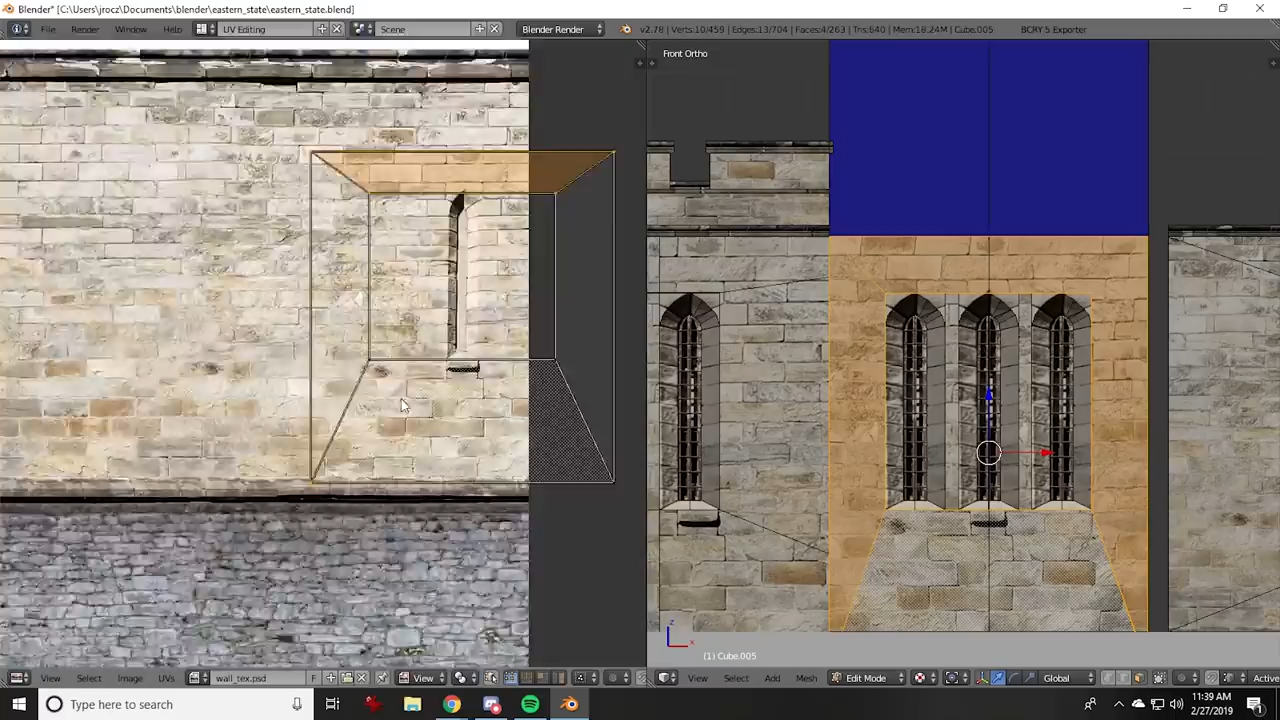 Blender* [C:\Users\jrocz\Documents\blender\eastern_state\eastern_state.blend]
File Render Window Help UV Editing Scene Blender Render v2.78 | Verts:10/459 | Edges:13/704 | Faces:4/263 | Tris:640 | Mem:18.24M | Cube.005 BCRY 5 Exporter
Front Ortho
z
x
(1) Cube.005
View Select Image UVs wall_tex.psd F View View Select Add Mesh Edit Mode Global Active
Type here to search
11:39 AM
2/27/2019